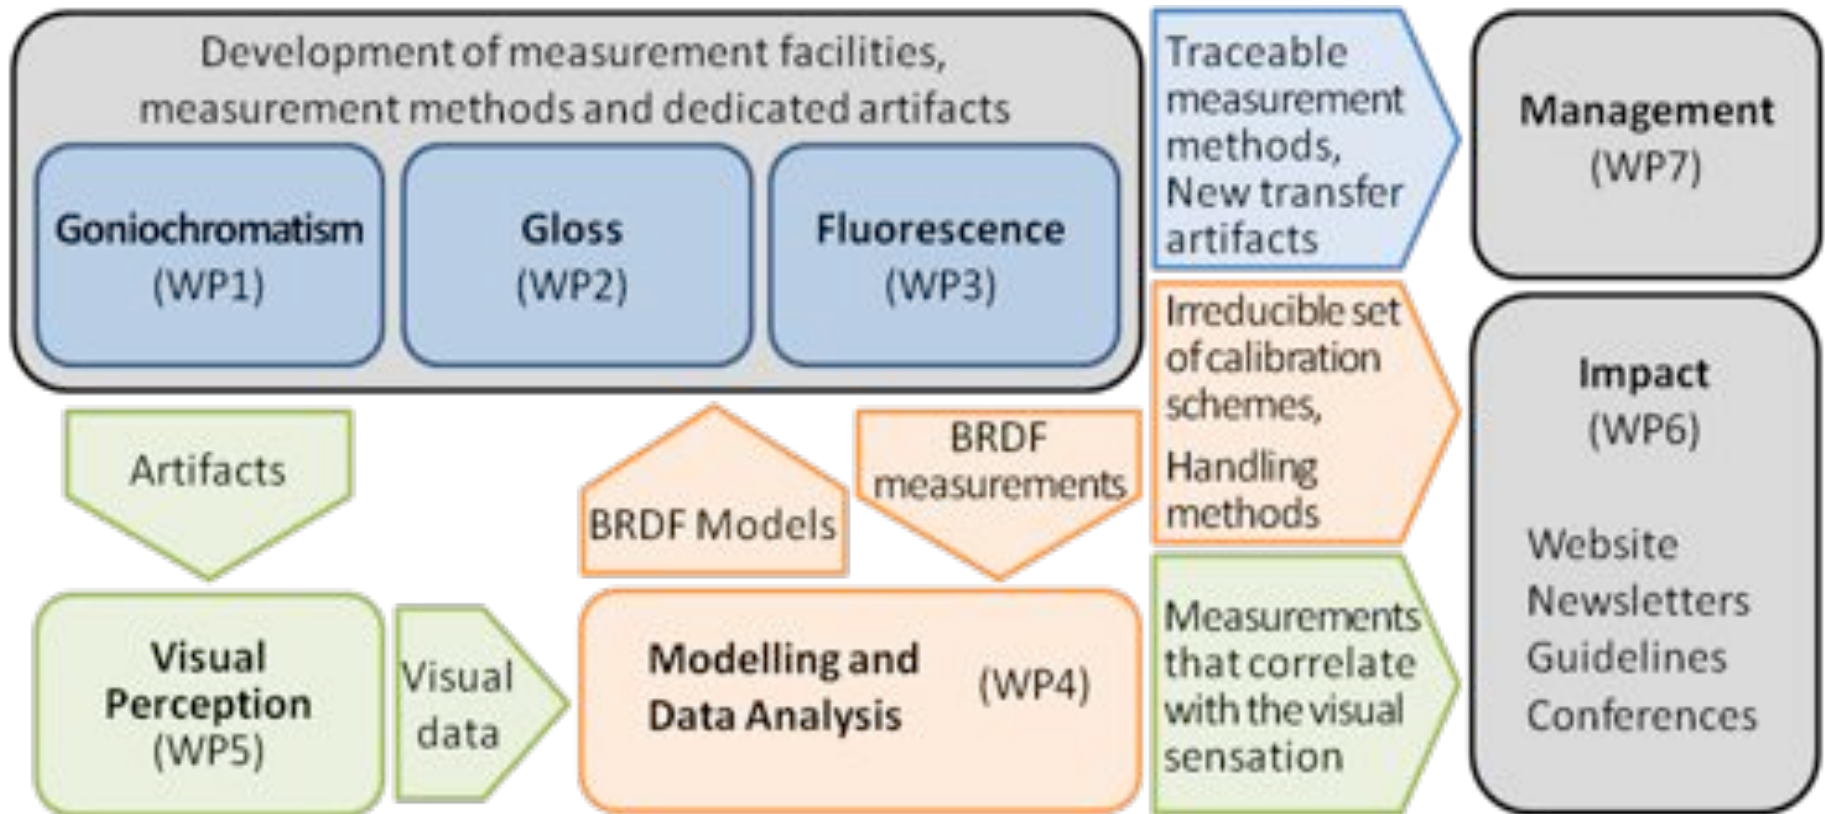 Development of measurement facilities,
measurement methods and dedicated artifacts
Goniochromatism
(WP1)
Gloss
(WP2)
Fluorescence
(WP3)
Traceable
measurement
methods,
New transfer
artifacts
Management
(WP7)
Irreducible set
of calibration
schemes,
Handling
methods
Impact
(WP6)
Website
Newsletters
Guidelines
Conferences
Artifacts
BRDF Models
BRDF
measurements
Visual
Perception
(WP5)
Visual
data
Modelling and
Data Analysis
(WP4)
Measurements
that correlate
with the visual
sensation